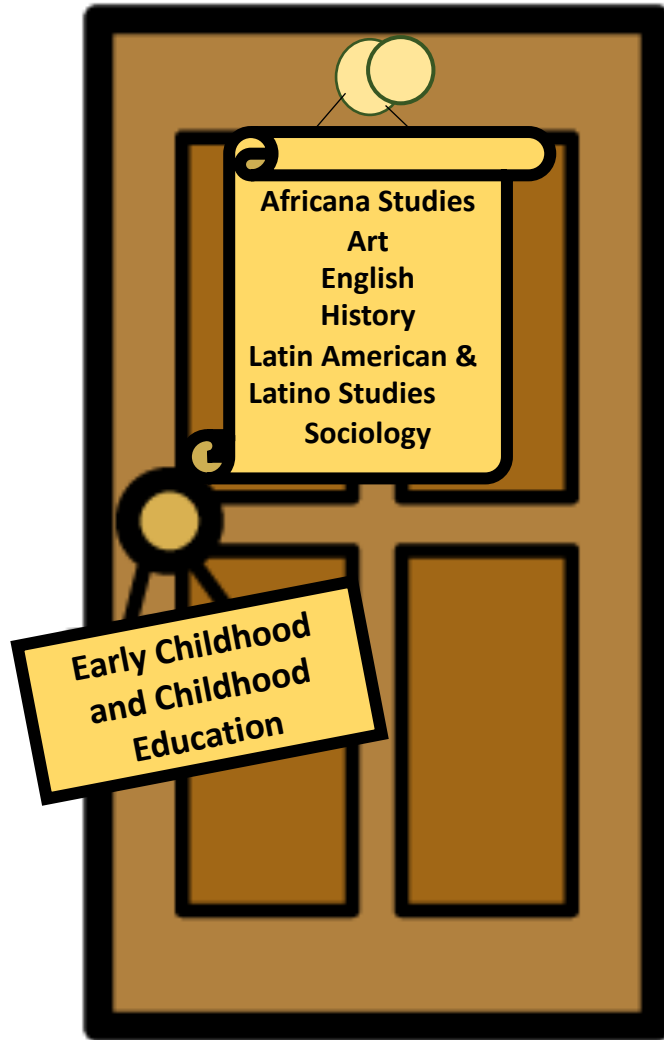 Africana Studies
Art
English
History
Latin American &
Latino Studies
Sociology
Early Childhood
and Childhood
Education